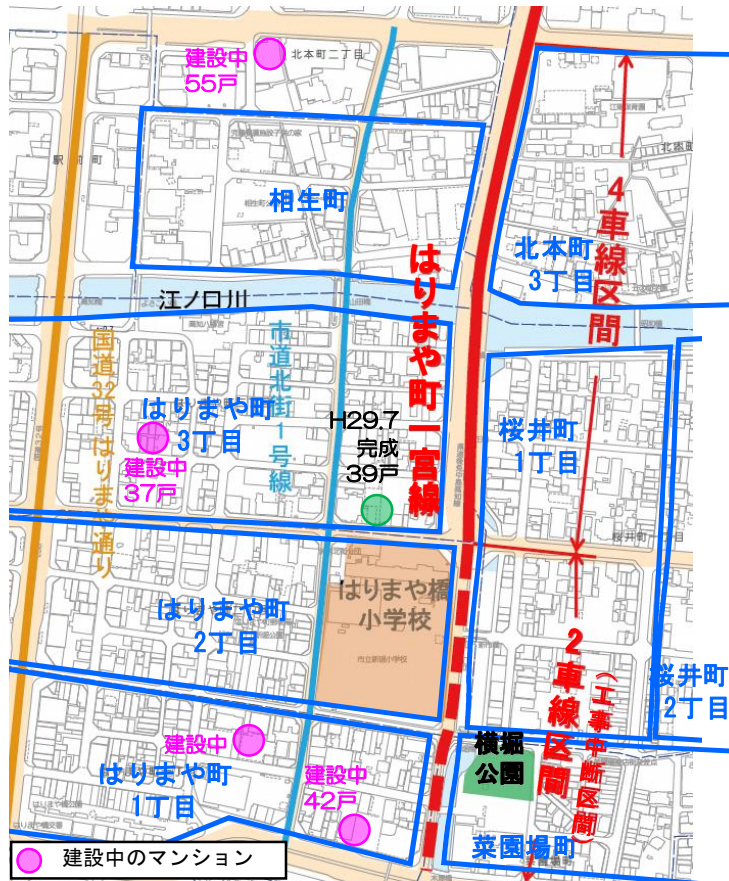 建設中
55戸
北本町二丁目
相生町
北本町
3丁目
4車線区間
江ノ口川
はりまや町一宮線
国道32号 はりまや通り
市道北街1号線
はりまや町
3丁目
建設中
37戸
H29.7
完成
39戸
桜井町
1丁目
はりまや橋
小学校
はりまや町
2丁目
2車線区間
(工事中断区間)
桜井町
2丁目
建設中
はりまや町
1丁目
建設中
42戸
横堀
公園
菜園場町
建設中のマンション